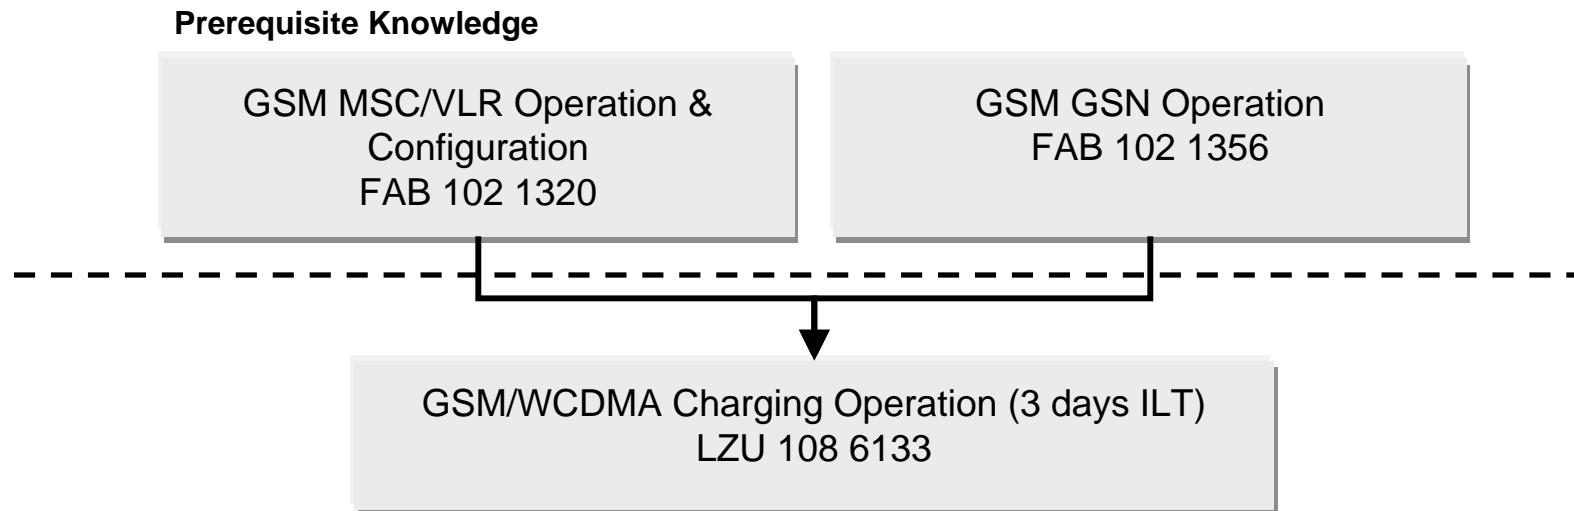 Prerequisite Knowledge
GSM MSC/VLR Operation &
Configuration
FAB 102 1320
GSM GSN Operation
FAB 102 1356
GSM/WCDMA Charging Operation (3 days ILT)
LZU 108 6133